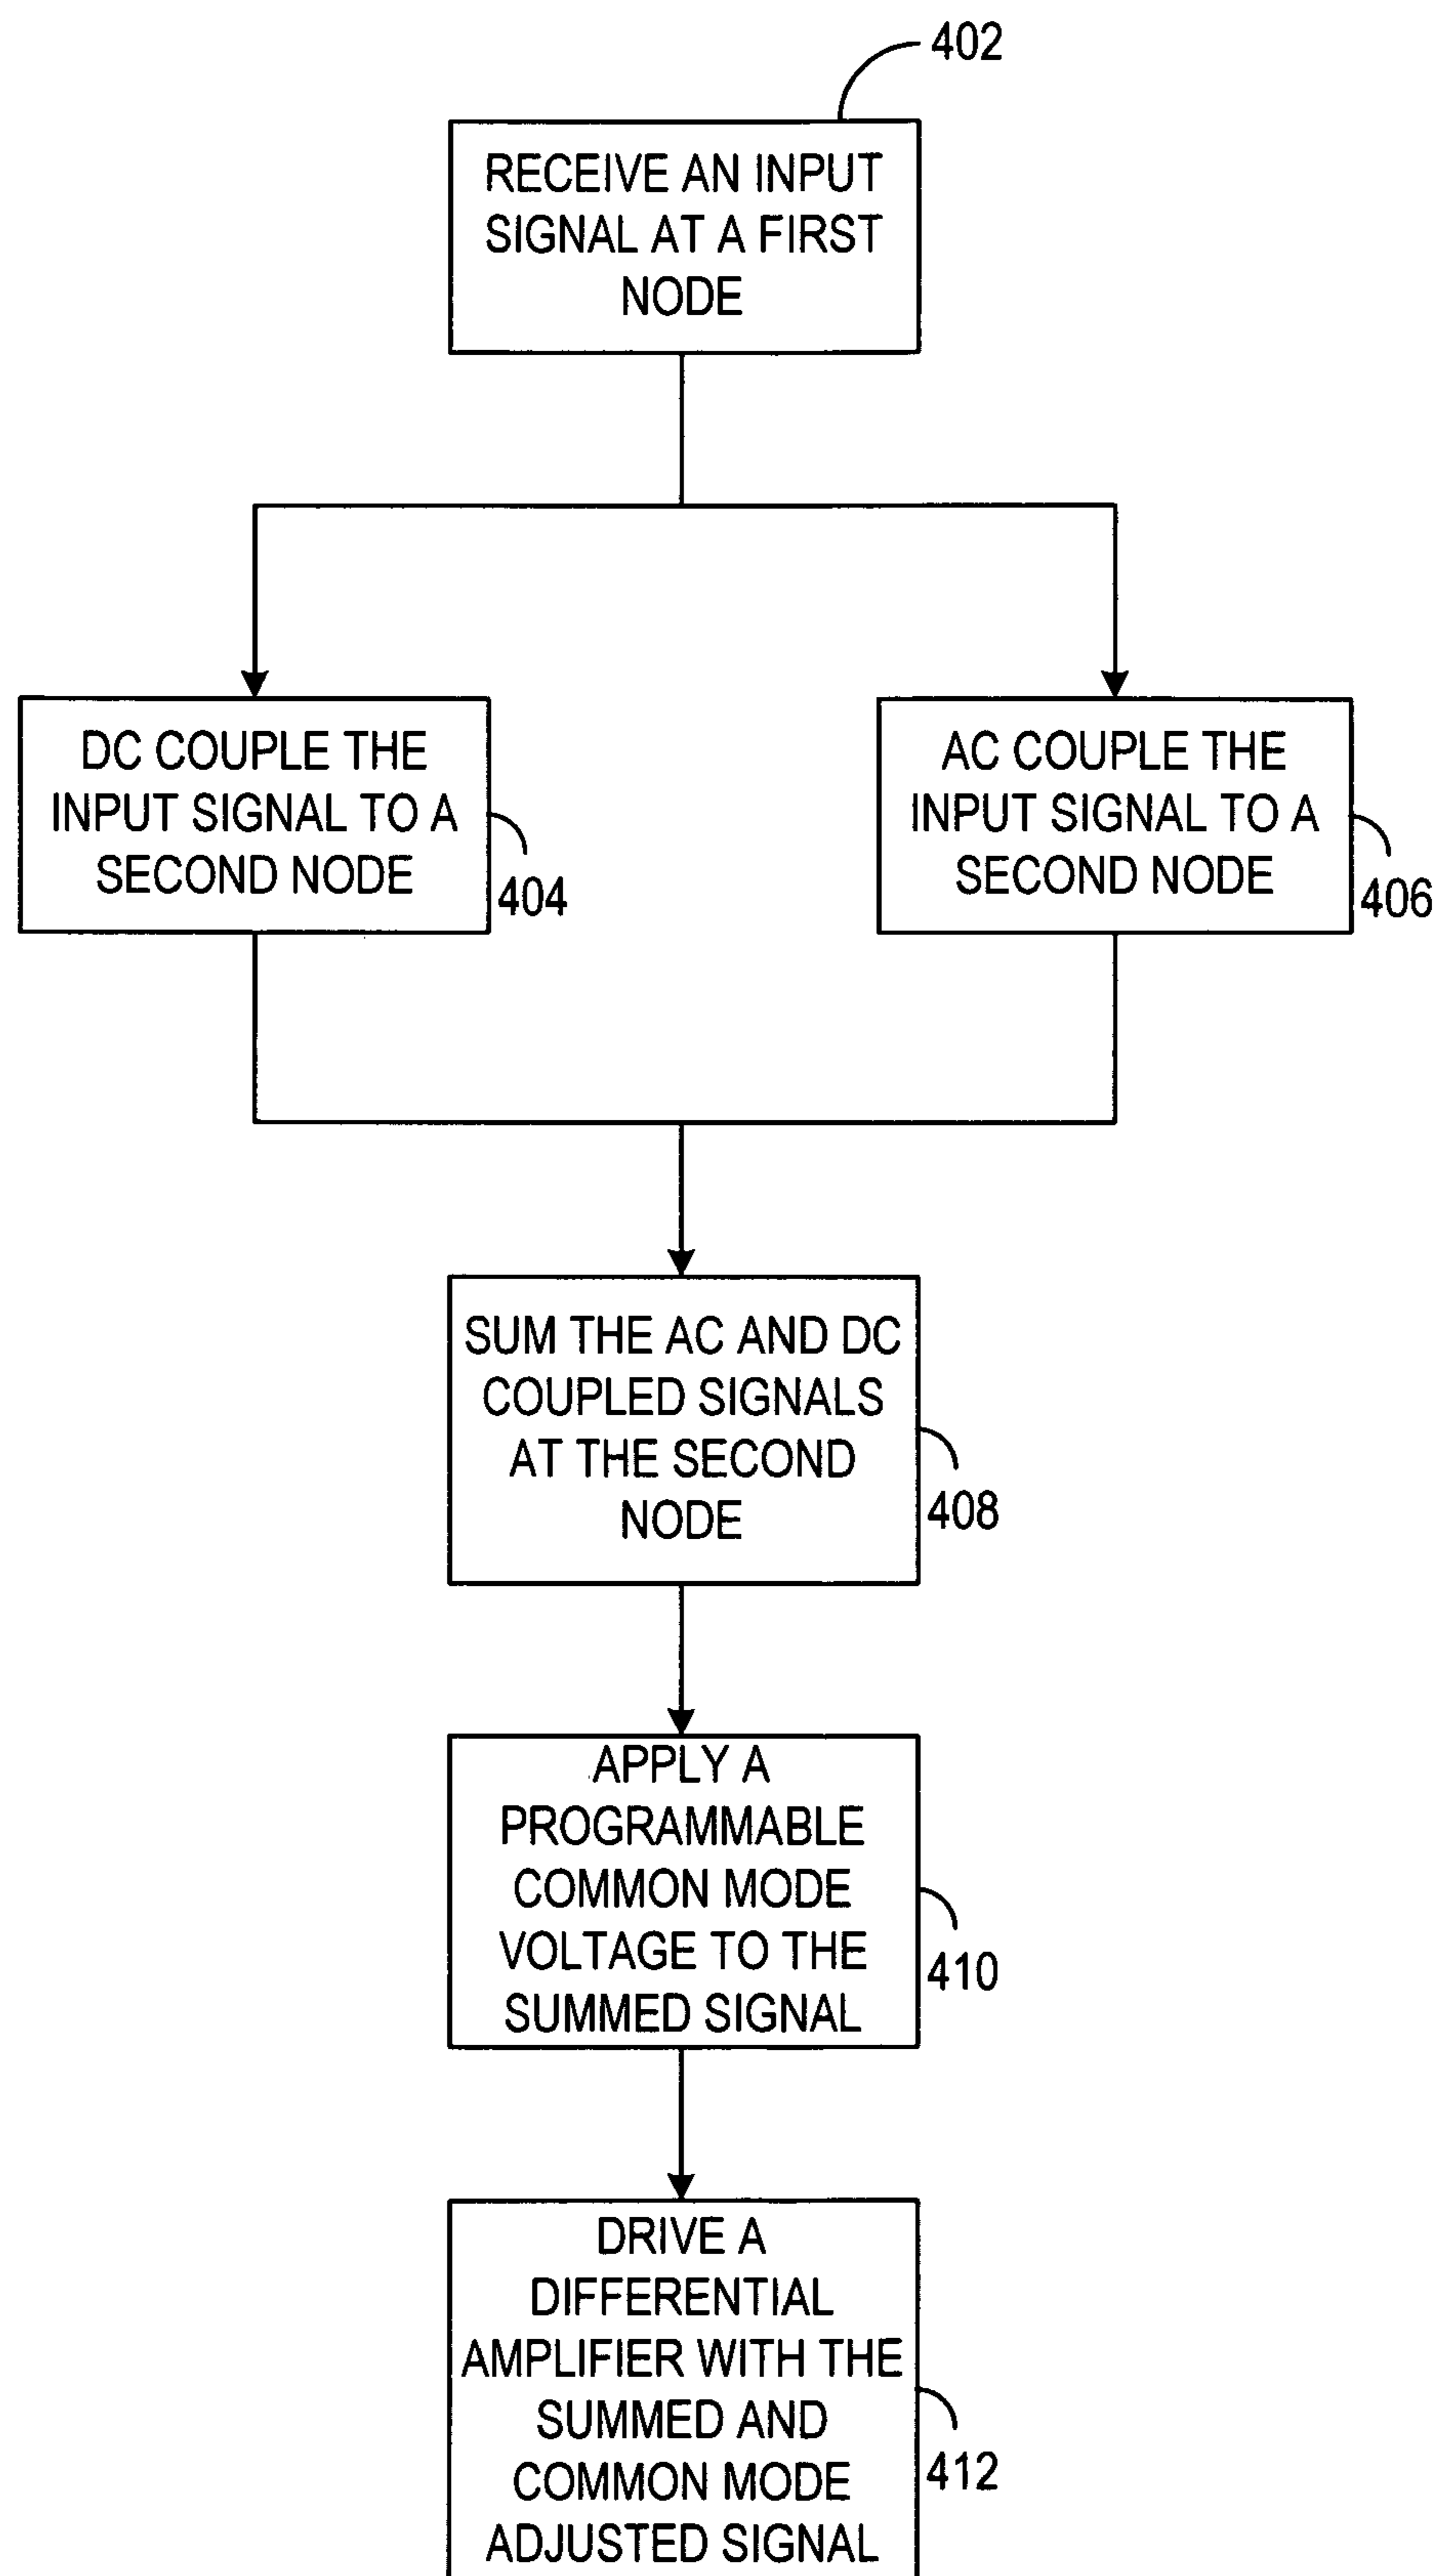 402
RECEIVE AN INPUT
SIGNAL AT A FIRST
NODE
DC COUPLE THE
INPUT SIGNAL TO A
SECOND NODE
404
AC COUPLE THE
INPUT SIGNAL TO A
SECOND NODE
406
SUM THE AC AND DC
COUPLED SIGNALS
AT THE SECOND
NODE
408
APPLY A
PROGRAMMABLE
COMMON MODE
VOLTAGE TO THE
SUMMED SIGNAL
410
DRIVE A
DIFFERENTIAL
AMPLIFIER WITH THE
SUMMED AND
COMMON MODE
ADJUSTED SIGNAL
412